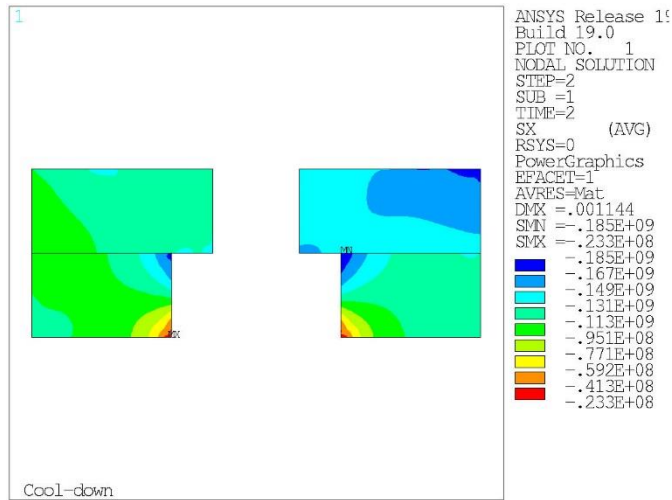 1
ANSYS Release 19
Build 19.0
PLOT NO. 1
NODAL SOLUTION
STEP=2
SUB =1
TIME=2
SX (AVG)
RSYS=0
PowerGraphics
EFACET=1
AVRES=Mat
DMX =.001144
SMN =-.185E+09
SMX =-.233E+08
-.185E+09
-.167E+09
-.149E+09
-.131E+09
-.113E+09
-.951E+08
-.771E+08
-.592E+08
-.413E+08
-.233E+08
MN
MX
Cool-down